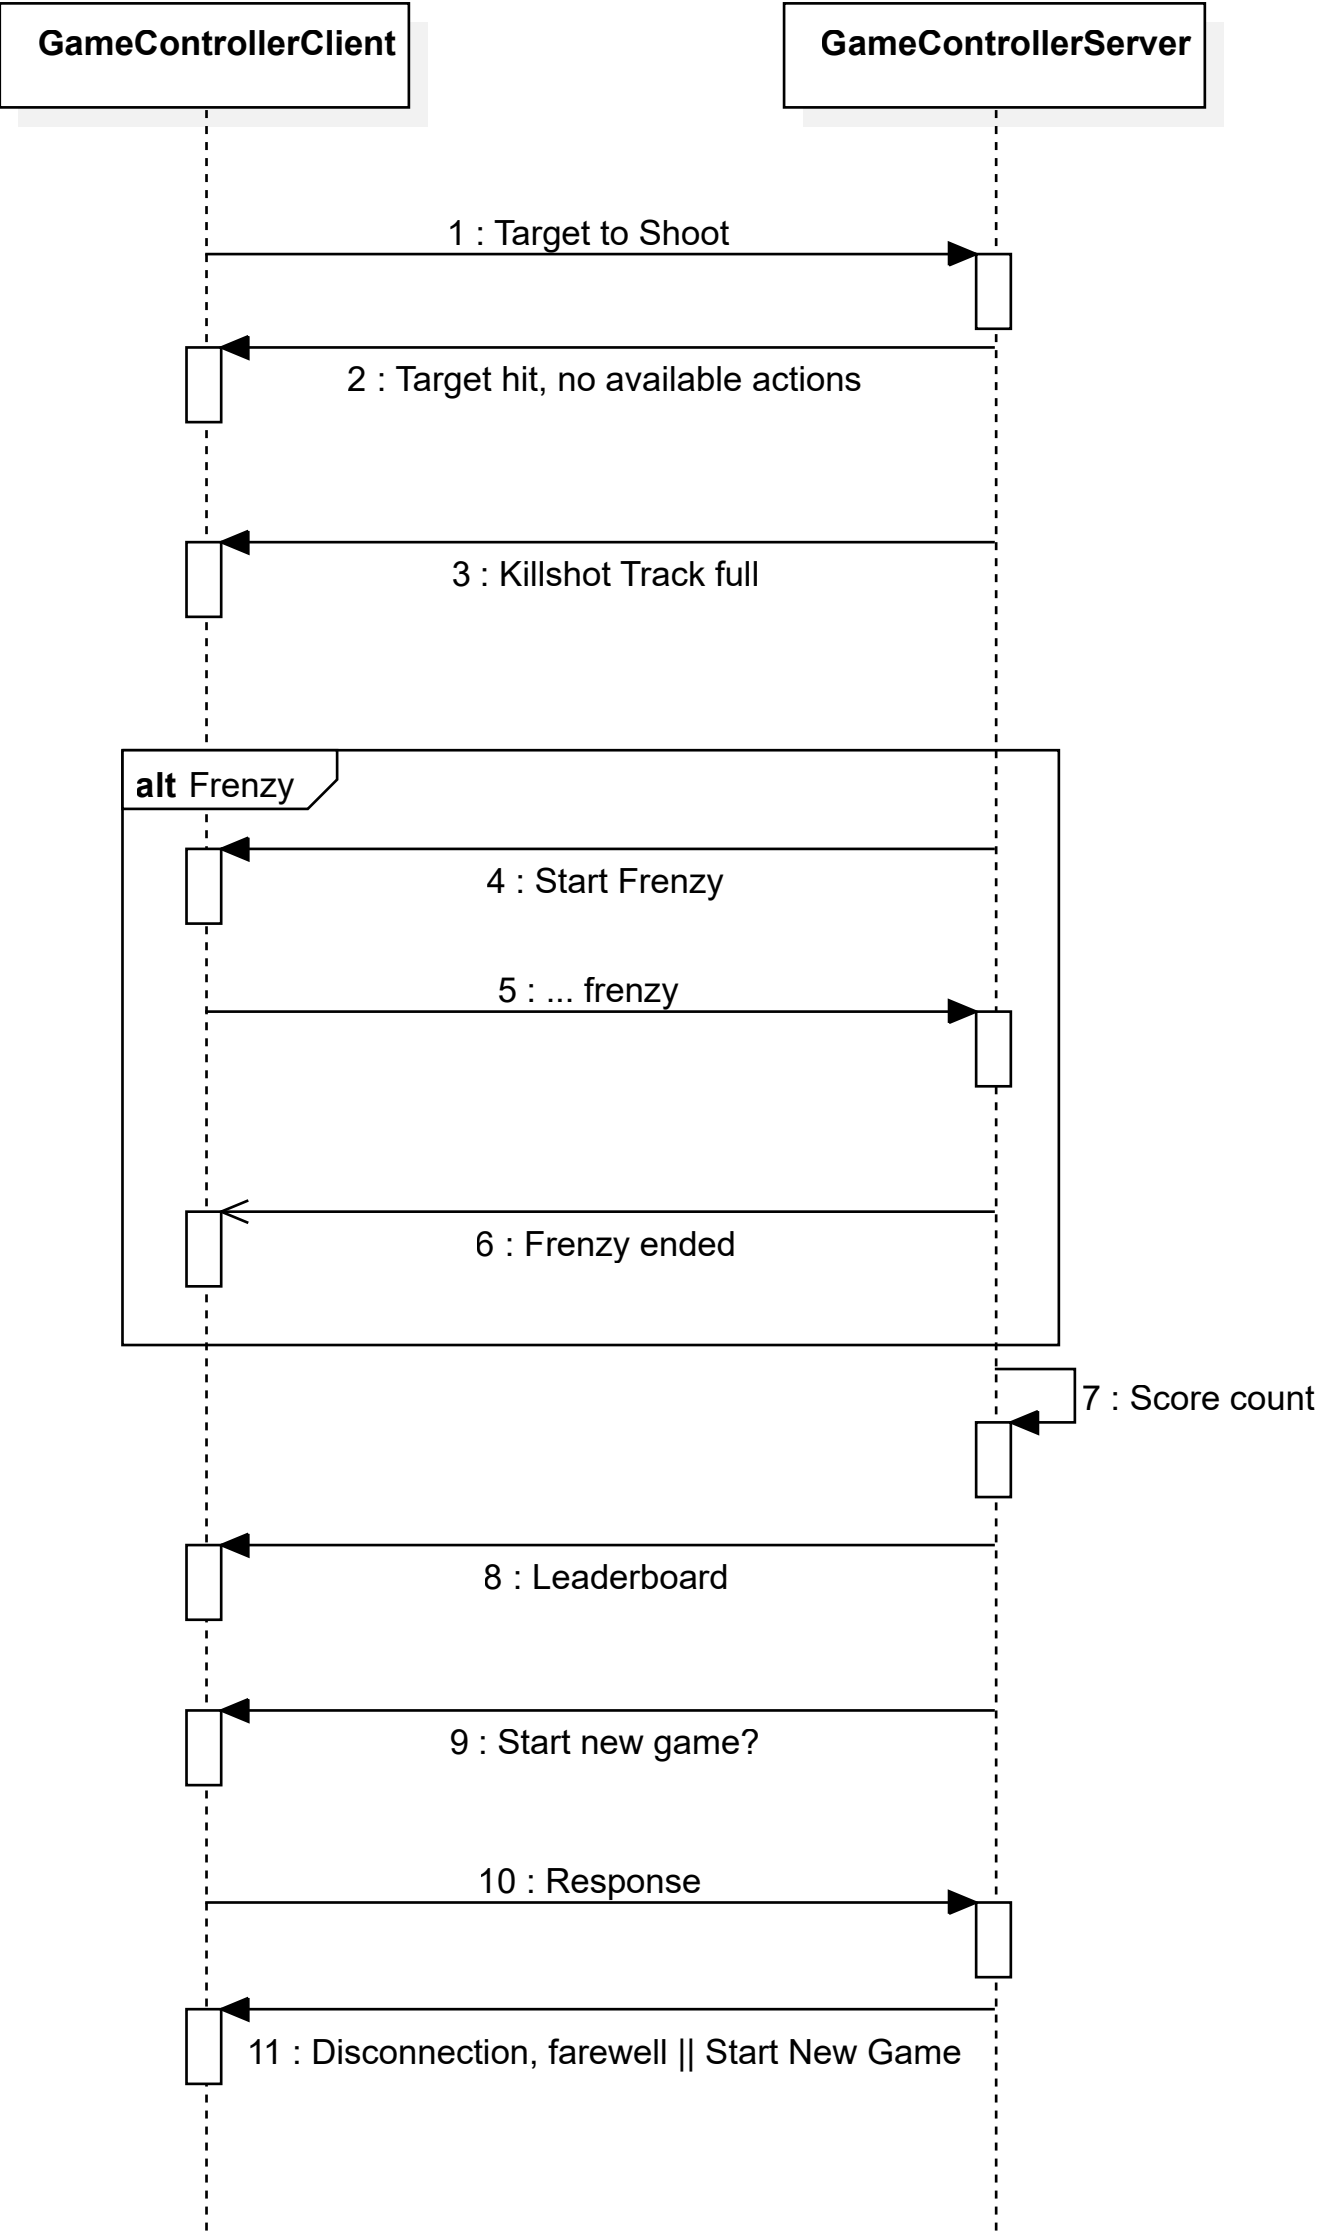 GameControllerClient
GameControllerServer
1 : Target to Shoot
2 : Target hit, no available actions
3 : Killshot Track full
alt Frenzy
4 : Start Frenzy
5 : ... frenzy
6 : Frenzy ended
7 : Score count
8 : Leaderboard
9 : Start new game?
10 : Response
11 : Disconnection, farewell || Start New Game